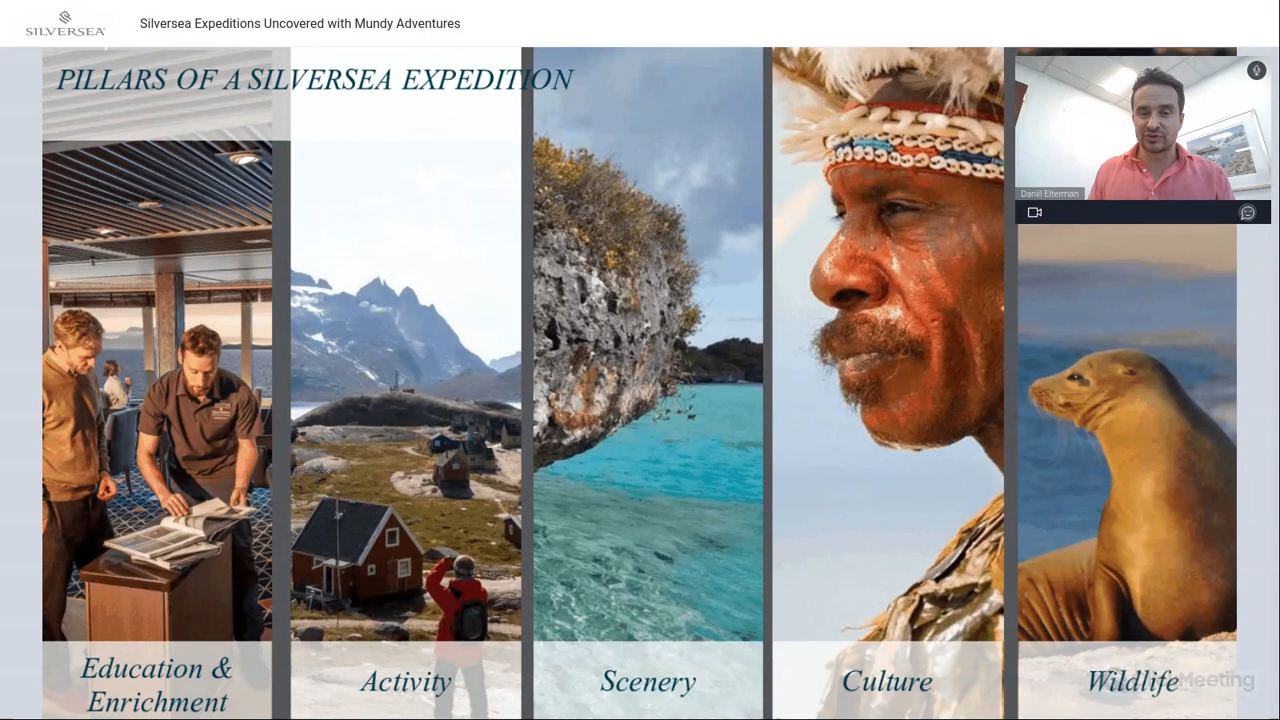 SILVERSEA
Silversea Expeditions Uncovered with Mundy Adventures
PILLARS OF A SILVERSEA EXPEDITION
Daniil Elterman
Education &
Enrichment
Activity
Scenery
Culture
Wildlife
Meeting